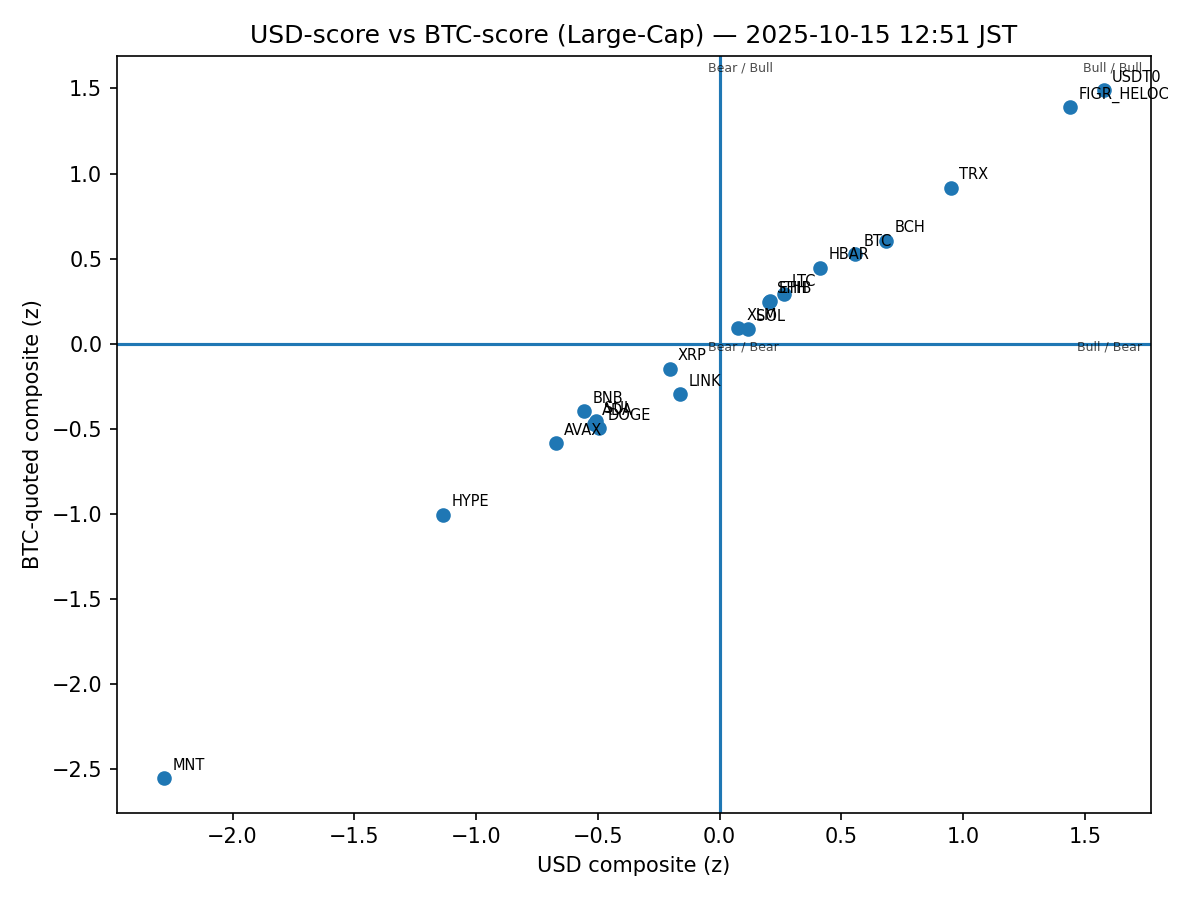 USD-score vs BTC-score (Large-Cap) — 2025-10-15 12:51 JST
Bear / Bull
Bull / Bull
USDT0
FIGR_HELOC
TRX
BCH
BTC
HBAR
LTC
SHIB
ETH
XLM
SOL
Bear / Bear
Bull / Bear
XRP
LINK
BNB
SUI
ADA
DOGE
AVAX
HYPE
MNT
1.5
1.0
0.5
0.0
−0.5
−1.0
−1.5
−2.0
−2.5
BTC-quoted composite (z)
−2.0
−1.5
−1.0
−0.5
0.0
0.5
1.0
1.5
USD composite (z)